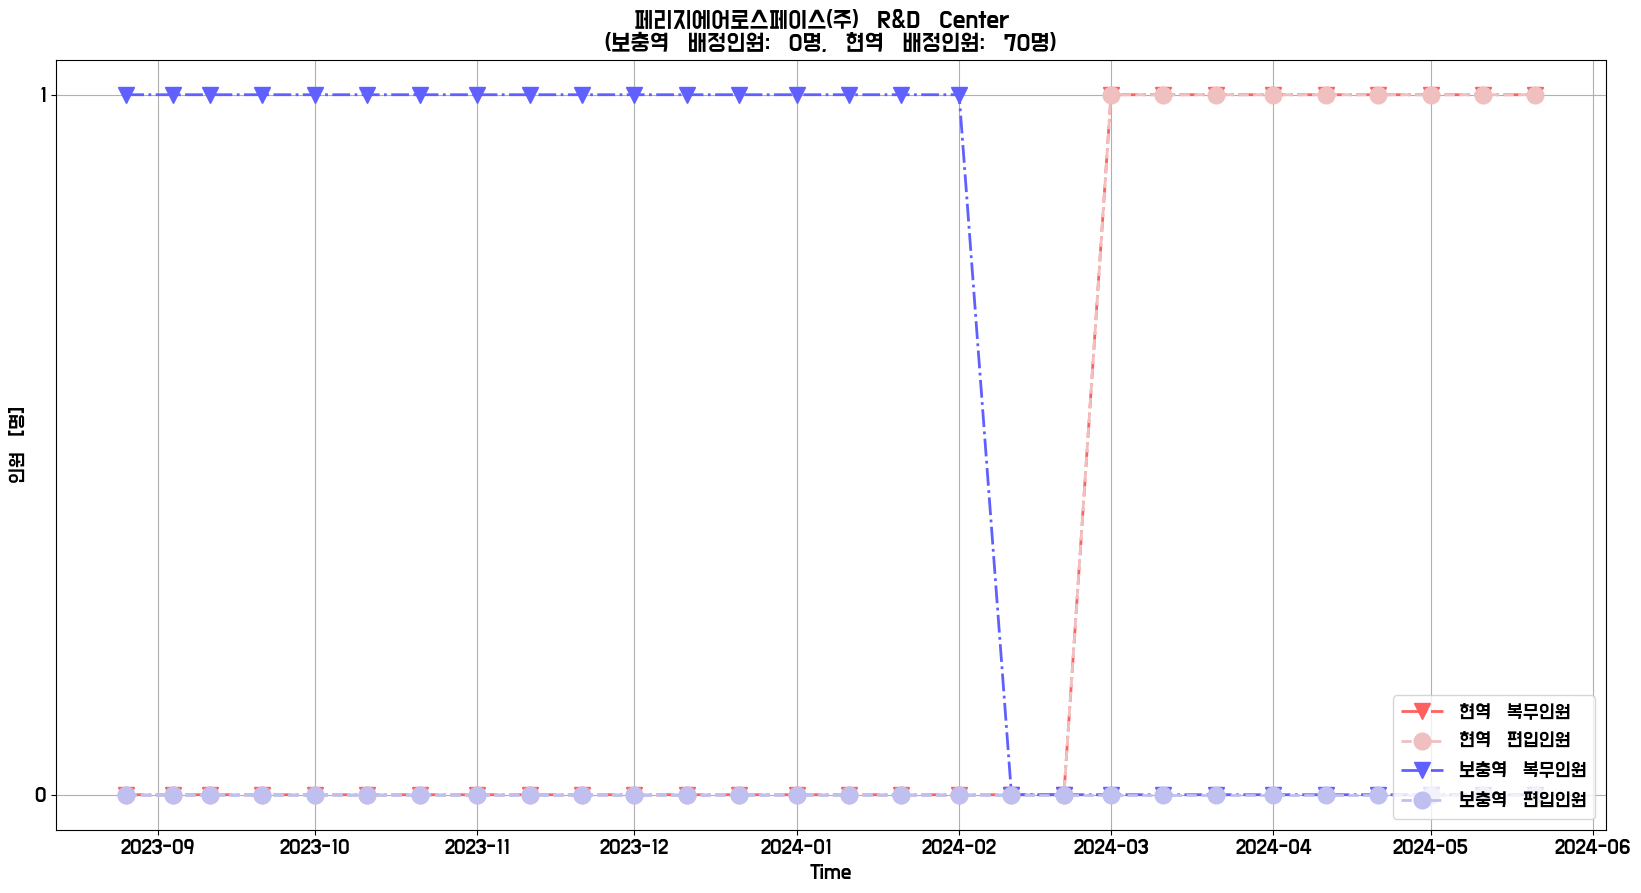 페리지에어로스페이스(주) R&D Center
(보충역 배정인원: 0명, 현역 배정인원: 70명)
인원 [명]
1
0
현역 복무인원
현역 편입인원
보충역 복무인원
보충역 편입인원
2023-09 2023-10 2023-11 2023-12 2024-01 2024-02 2024-03 2024-04 2024-05 2024-06
Time